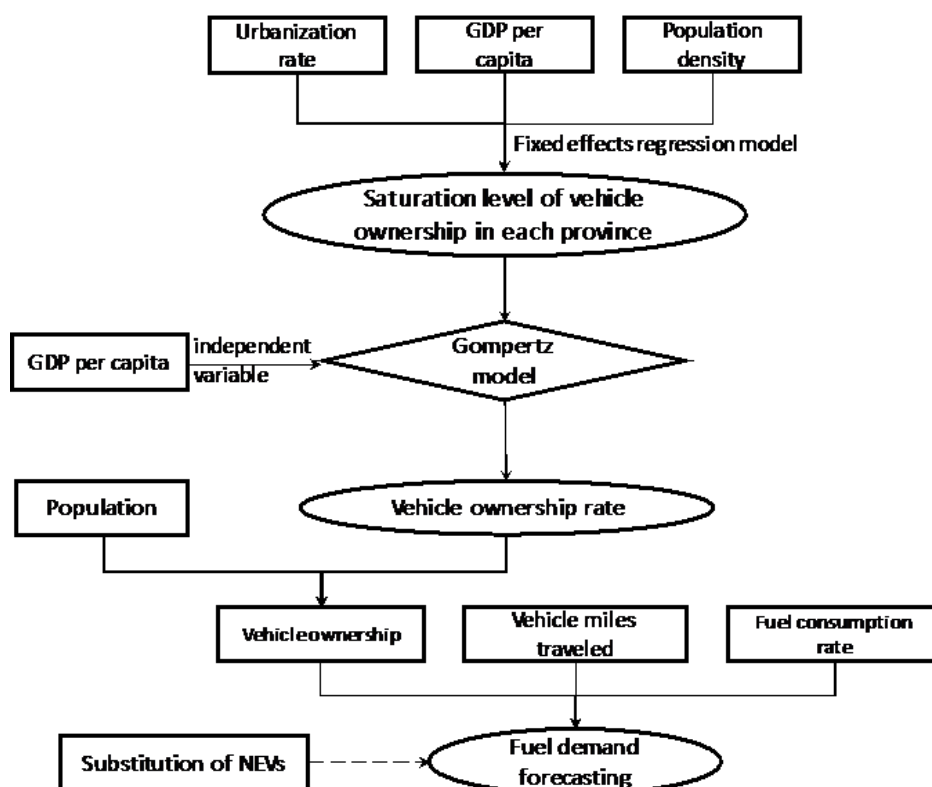 Urbanization
rate
GDP per
capita
Population
density
Fixed effects regression model
Saturation level of vehicle
ownership in each province
GDP per capita
independent
variable
Gompertz
model
Population
Vehicle ownership rate
Vehicle ownership
Vehicle miles
traveled
Fuel consumption
rate
Substitution of NEVs
Fuel demand
forecasting